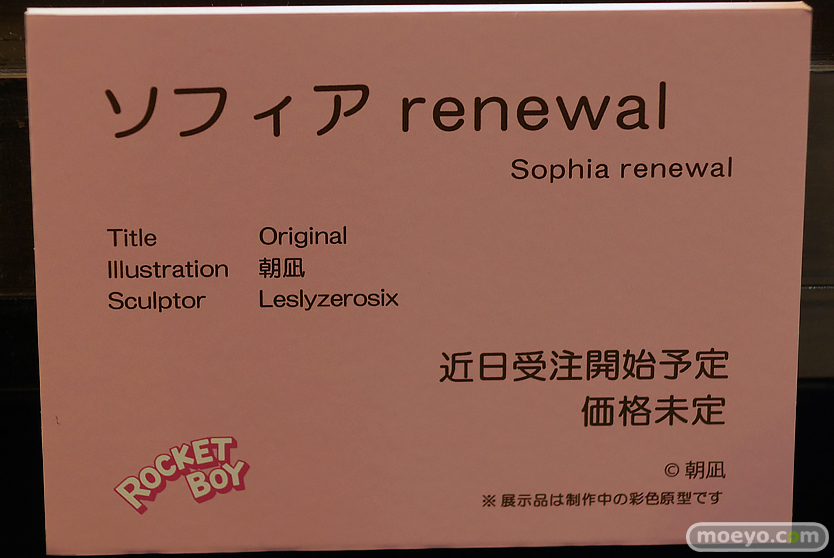 ソフィア renewal
Sophia renewal
Title Original
Illustration 朝凪
Sculptor Leslyzerosix
近日受注開始予定
価格未定
ROCKET
BOY
© 朝凪
※ 展示品は制作中の彩色原型です
moeyo.com